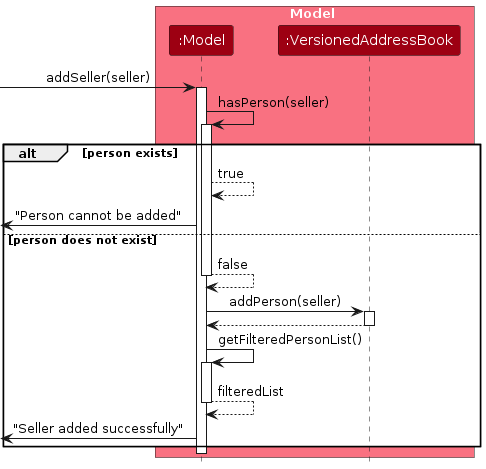 Model
:Model
:VersionedAddressBook
addSeller(seller)
hasPerson(seller)
alt
[person exists]
true
"Person cannot be added"
[person does not exist]
false
addPerson(seller)
getFilteredPersonList()
filteredList
"Seller added successfully"